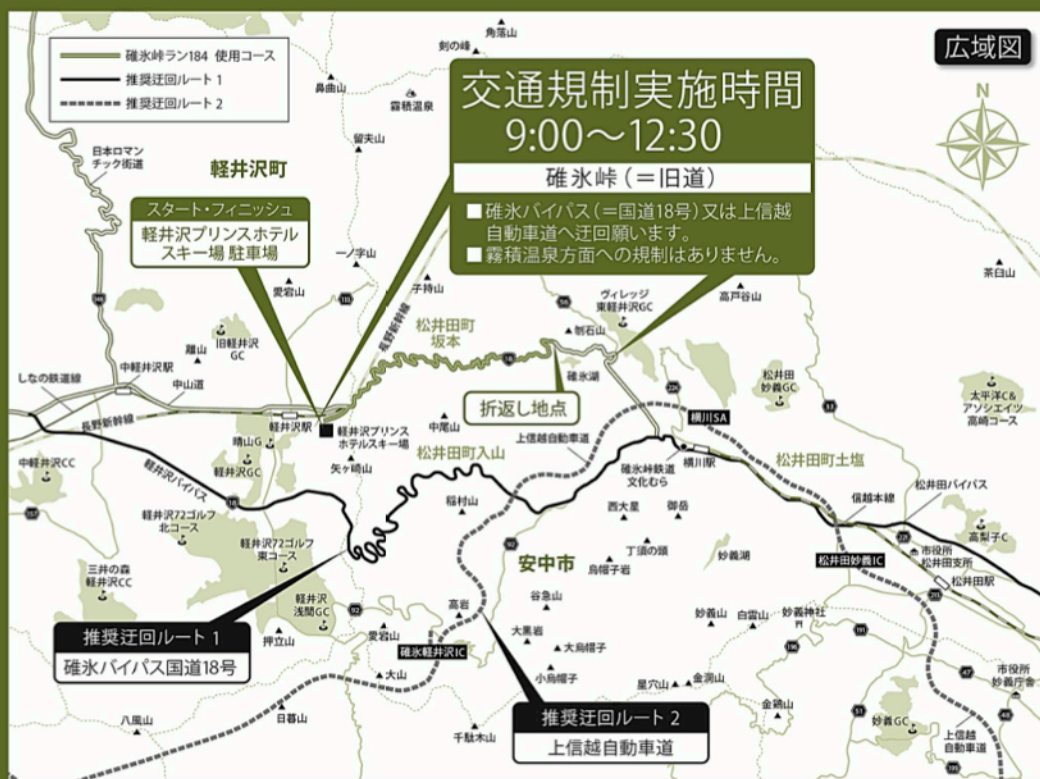 広域図
碓氷峠ラン184 使用コース
推奨迂回ルート 1
推奨迂回ルート 2
交通規制実施時間
9:00〜12:30
碓氷峠(=旧道)
■碓氷バイパス(=国道18号)又は上信越
自動車道へ迂回願います。
■霧積温泉方面への規制はありません。
N
角落山
剣の峰
鼻曲山
霧積温泉
留夫山
日本ロマン
チック街道
軽井沢町
スタート・フィニッシュ
軽井沢プリンスホテル
スキー場 駐車場
一ノ字山
愛宕山
子持山
長野新幹線
松井田町
坂本
ヴィレッジ
東軽井沢GC
高戸谷山
茶臼山
刎石山
碓氷湖
146
133
56
18
旧軽井沢
GC
離山
中軽井沢駅
しなの鉄道線
中山道
長野新幹線
軽井沢駅
軽井沢プリンス
ホテルスキー場
折返し地点
中尾山
松井田町入山
上信越自動車道
松井田
妙義GC
太平洋C&
アソシエイツ
高崎コース
33
224
横川SA
横川駅
碓氷峠鉄道
文化むら
松井田町土塩
信越本線
松井田バイパス
晴山G
軽井沢GC
矢ヶ崎山
中軽井沢CC
軽井沢バイパス
18
軽井沢72ゴルフ
北コース
軽井沢72ゴルフ
東コース
稲村山
西大星
御岳
丁須の頭
烏帽子岩
妙義湖
安中市
92
松井田妙義IC
221
高梨子C
市役所
松井田支所
松井田駅
213
三井の森
軽井沢CC
軽井沢
浅間GC
92
高岩
谷急山
妙義山
白雲山
妙義神社
191
196
推奨迂回ルート 1
碓氷バイパス国道18号
押立山
愛宕山
碓氷軽井沢IC
大山
大黒岩
大烏帽子
小烏帽子
星穴山
金洞山
金鶏山
47
51
48
市役所
妙義庁舎
八風山
日暮山
千駄木山
推奨迂回ルート 2
上信越自動車道
妙義GC
上信越
自動車道
199